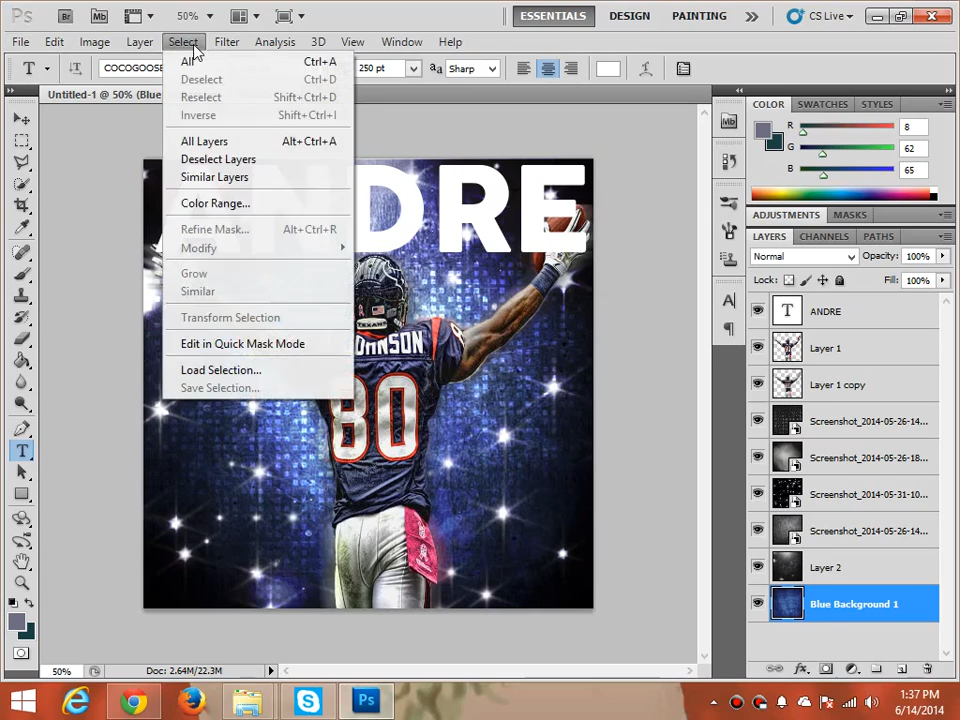 Ps Br Mb 50% ESSENTIALS DESIGN PAINTING CS Live
File Edit Image Layer Select Filter Analysis 3D View Window Help
T COCOGOOSE 250 pt aa Sharp
Untitled-1 @ 50% (Blue
All Ctrl+A
Deselect Ctrl+D
Reselect Shift+Ctrl+D
Inverse Shift+Ctrl+I
All Layers Alt+Ctrl+A
Deselect Layers
Similar Layers
Color Range...
Refine Mask... Alt+Ctrl+R
Modify
Grow
Similar
Transform Selection
Edit in Quick Mask Mode
Load Selection...
Save Selection...
ANDRE
TEXANS
JOHNSON
80
COLOR SWATCHES STYLES
R 8
G 62
B 65
ADJUSTMENTS MASKS
LAYERS CHANNELS PATHS
Normal Opacity: 100%
Lock: Fill: 100%
T ANDRE
Layer 1
Layer 1 copy
Screenshot_2014-05-26-14...
Screenshot_2014-05-26-18...
Screenshot_2014-05-31-10...
Screenshot_2014-05-26-14...
Layer 2
Blue Background 1
Mb
A
50% Doc: 2.64M/22.3M
Ps
1:37 PM
6/14/2014